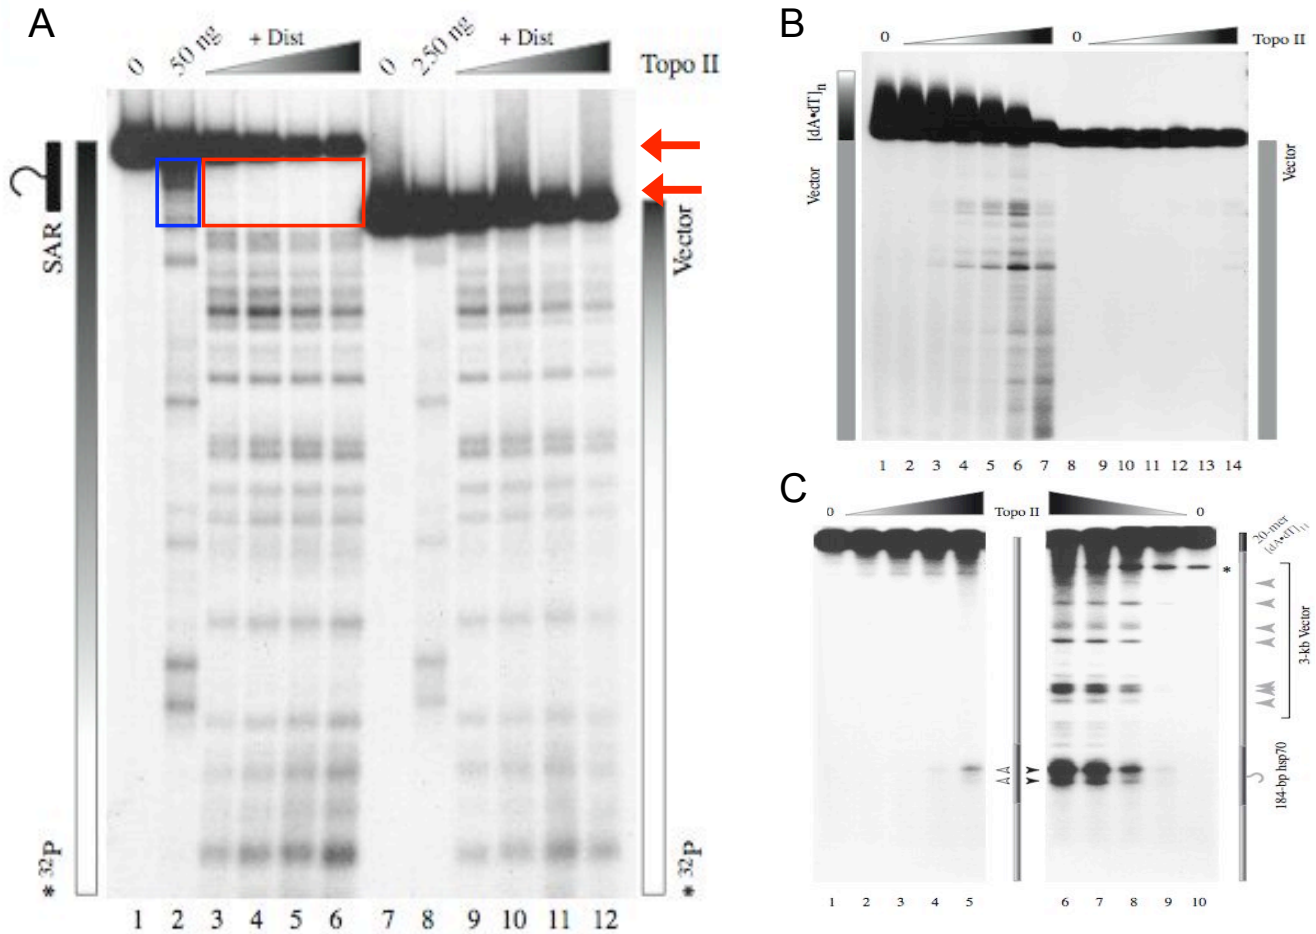 A
0 50 ng + Dist 0 250 ng + Dist Topo II
SAR
Vector
* 32P
* 32P
1 2 3 4 5 6 7 8 9 10 11 12
B
0 0 Topo II
[dA•dT]n
Vector
Vector
1 2 3 4 5 6 7 8 9 10 11 12 13 14
C
0 Topo II 0
20-mer
[dA•dT]11
*
3-kb Vector
184-bp hsp70
1 2 3 4 5 6 7 8 9 10